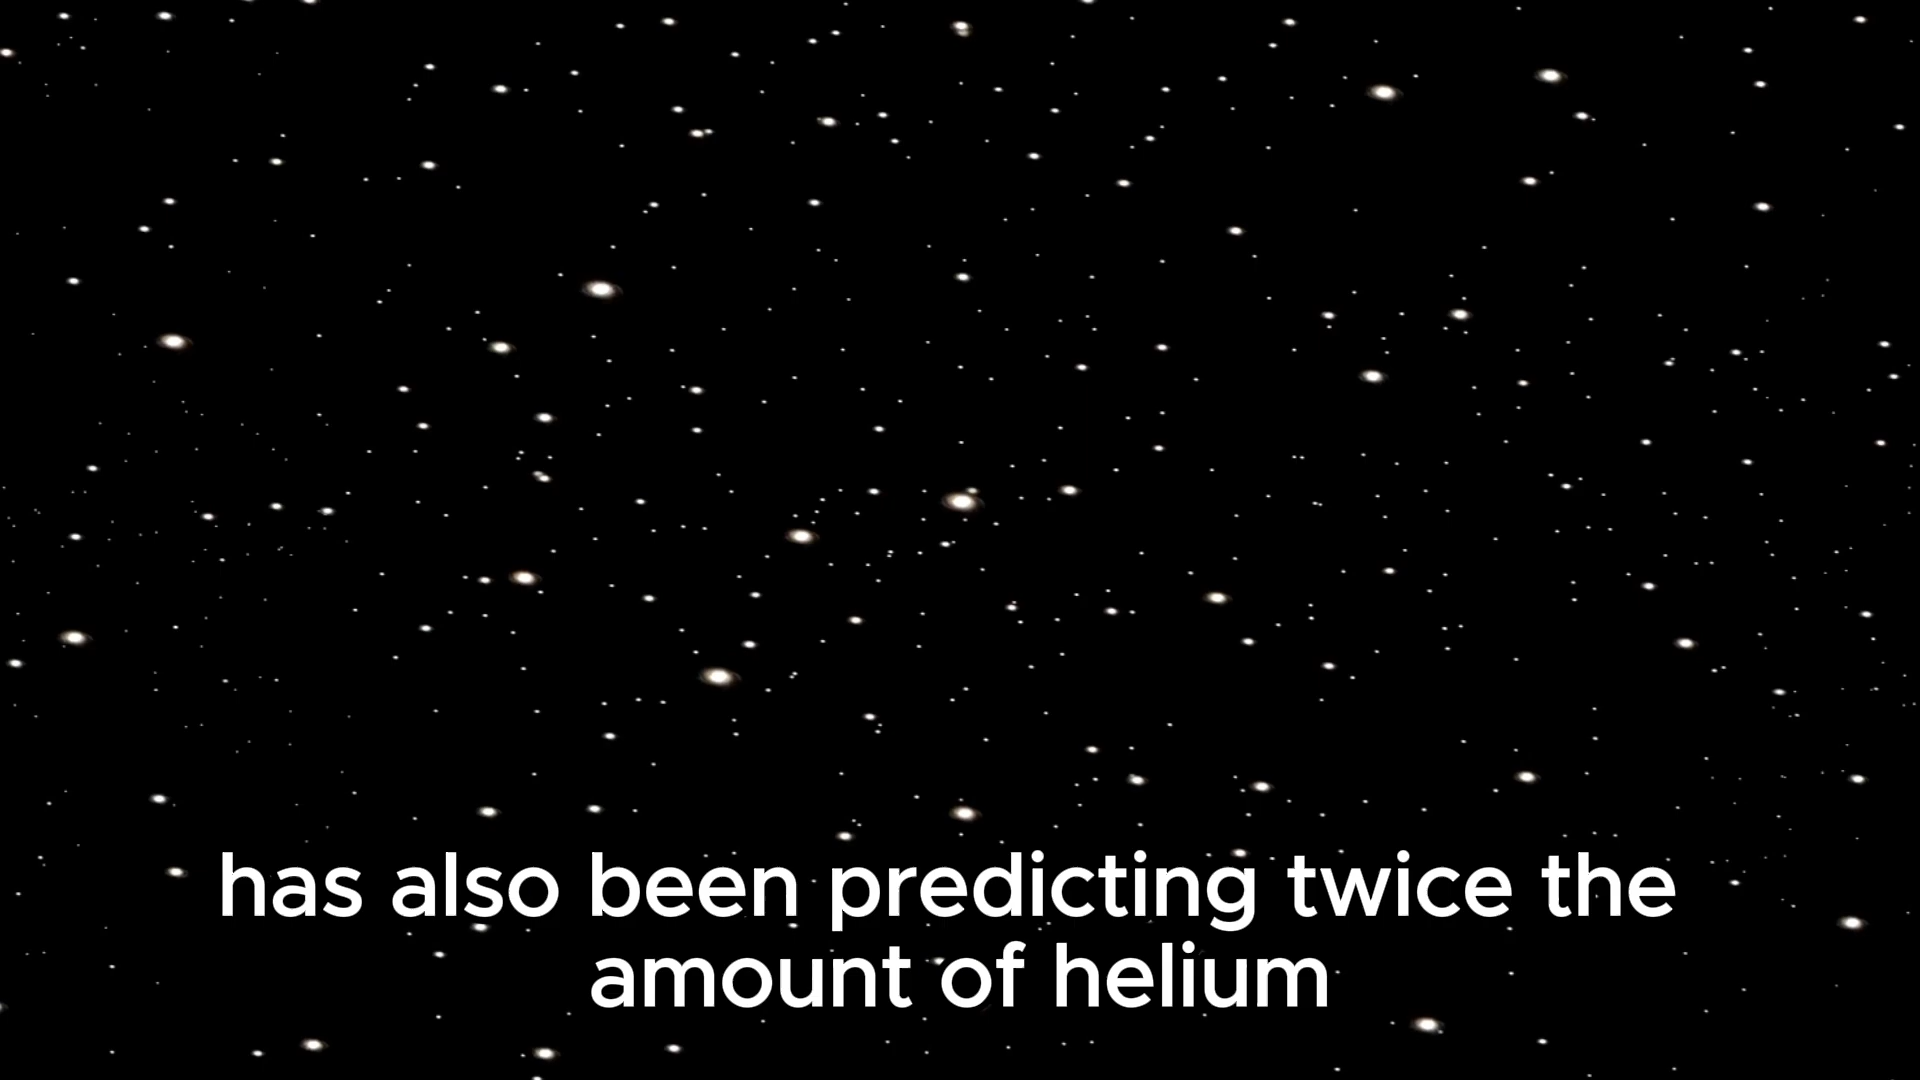 has also been predicting twice the
amount of helium